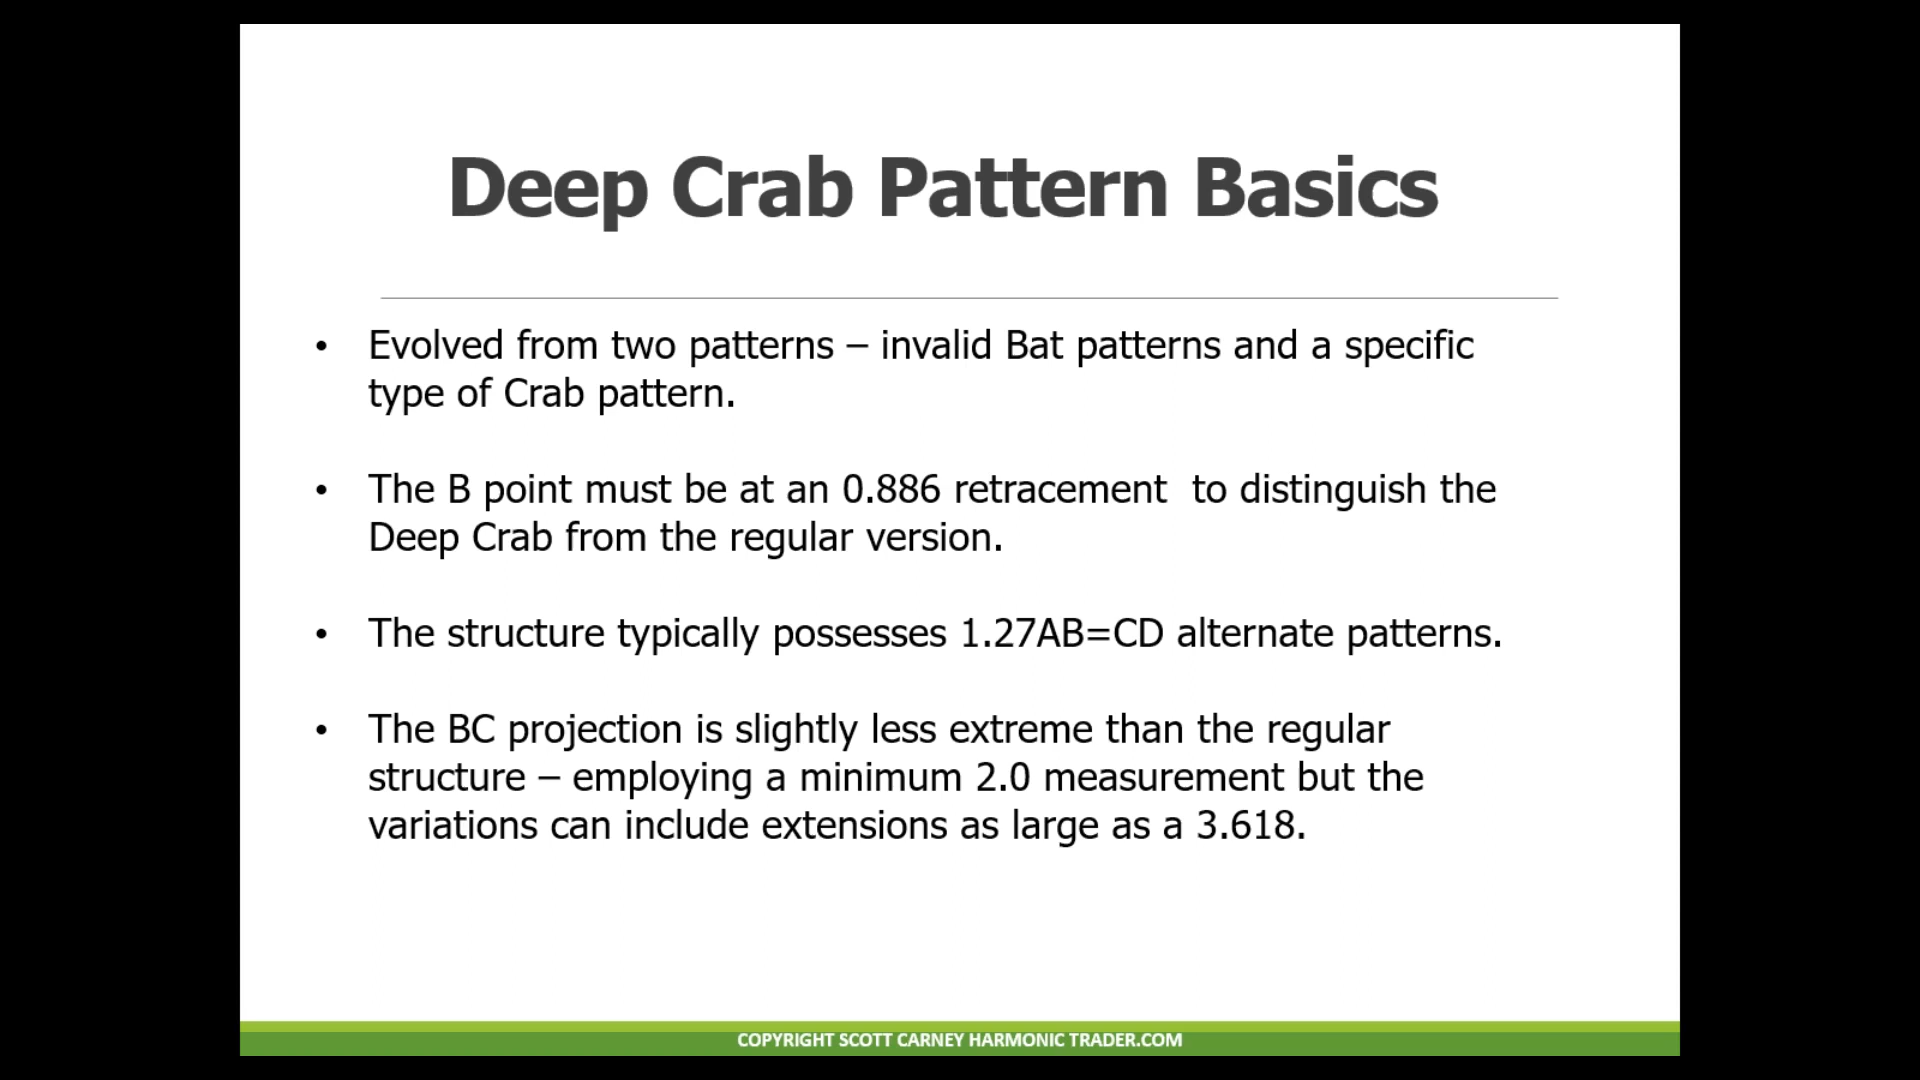 Deep Crab Pattern Basics
• Evolved from two patterns – invalid Bat patterns and a specific
type of Crab pattern.
• The B point must be at an 0.886 retracement  to distinguish the
Deep Crab from the regular version.
• The structure typically possesses 1.27AB=CD alternate patterns.
• The BC projection is slightly less extreme than the regular
structure – employing a minimum 2.0 measurement but the
variations can include extensions as large as a 3.618.
COPYRIGHT SCOTT CARNEY HARMONIC TRADER.COM